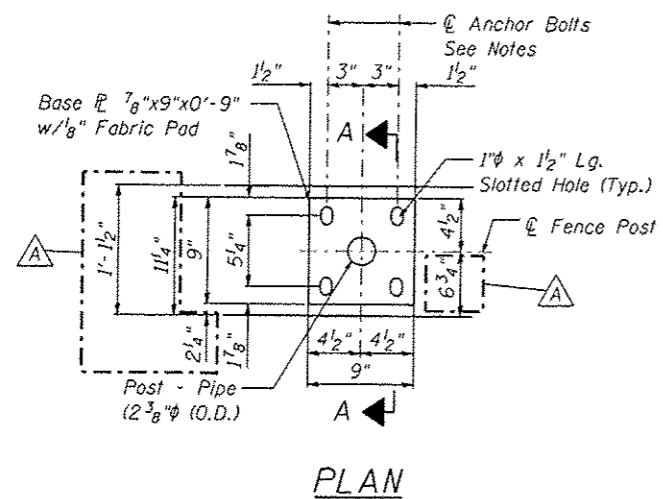 ℄ Anchor Bolts
See Notes
1½" 3" 3" 1½"
Base ℞ ⅞"x9"x0'-9"
w/⅛" Fabric Pad
A
1⅞"
1"ϕ x 1½" Lg.
Slotted Hole (Typ.)
4½"
℄ Fence Post
A
1'-1½"
11¼"
9"
5¼"
6¾"
A
2¼"
1⅞"
4½" 4½"
9"
Post - Pipe
(2⅜"ϕ (O.D.)
A
PLAN